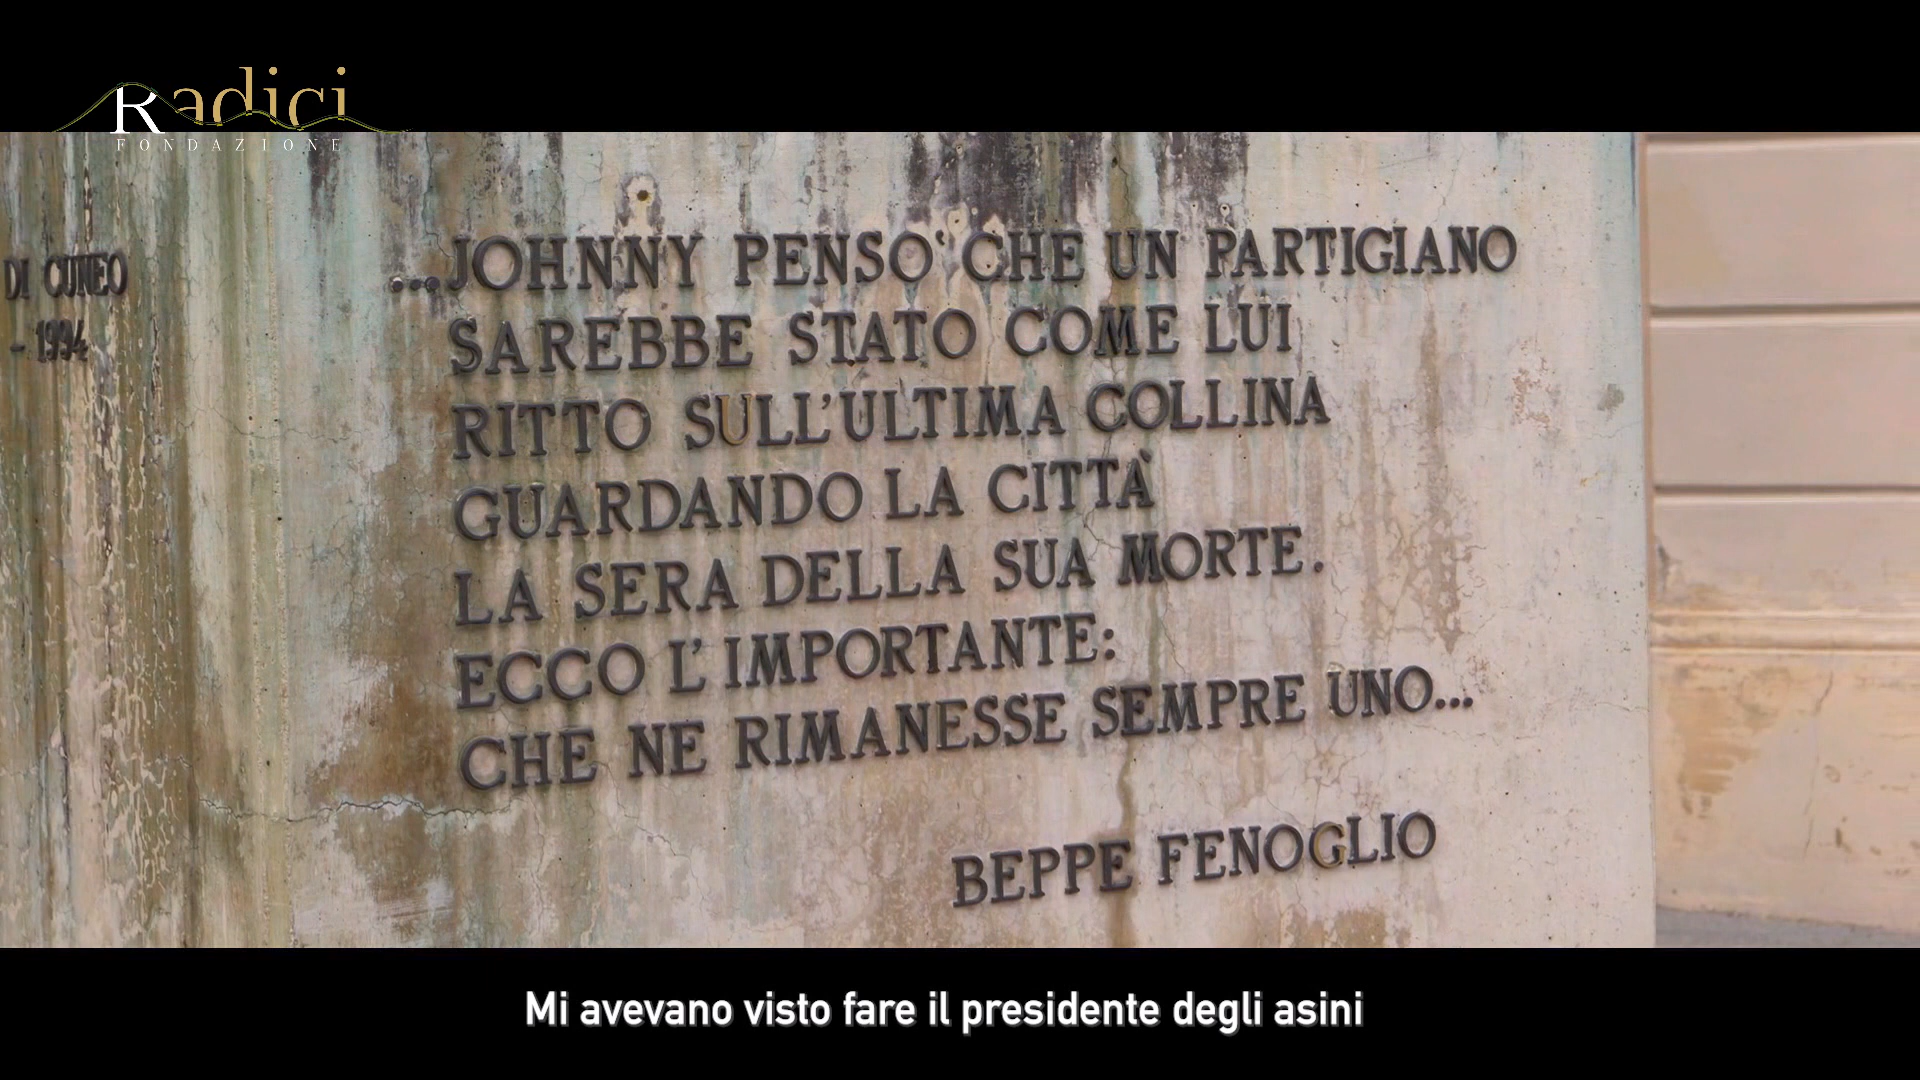 Radici
FONDAZIONE
DI CUNEO
- 1994
...JOHNNY PENSO' CHE UN PARTIGIANO
SAREBBE STATO COME LUI
RITTO SULL'ULTIMA COLLINA
GUARDANDO LA CITTÀ
LA SERA DELLA SUA MORTE.
ECCO L'IMPORTANTE:
CHE NE RIMANESSE SEMPRE UNO...
BEPPE FENOGLIO
Mi avevano visto fare il presidente degli asini